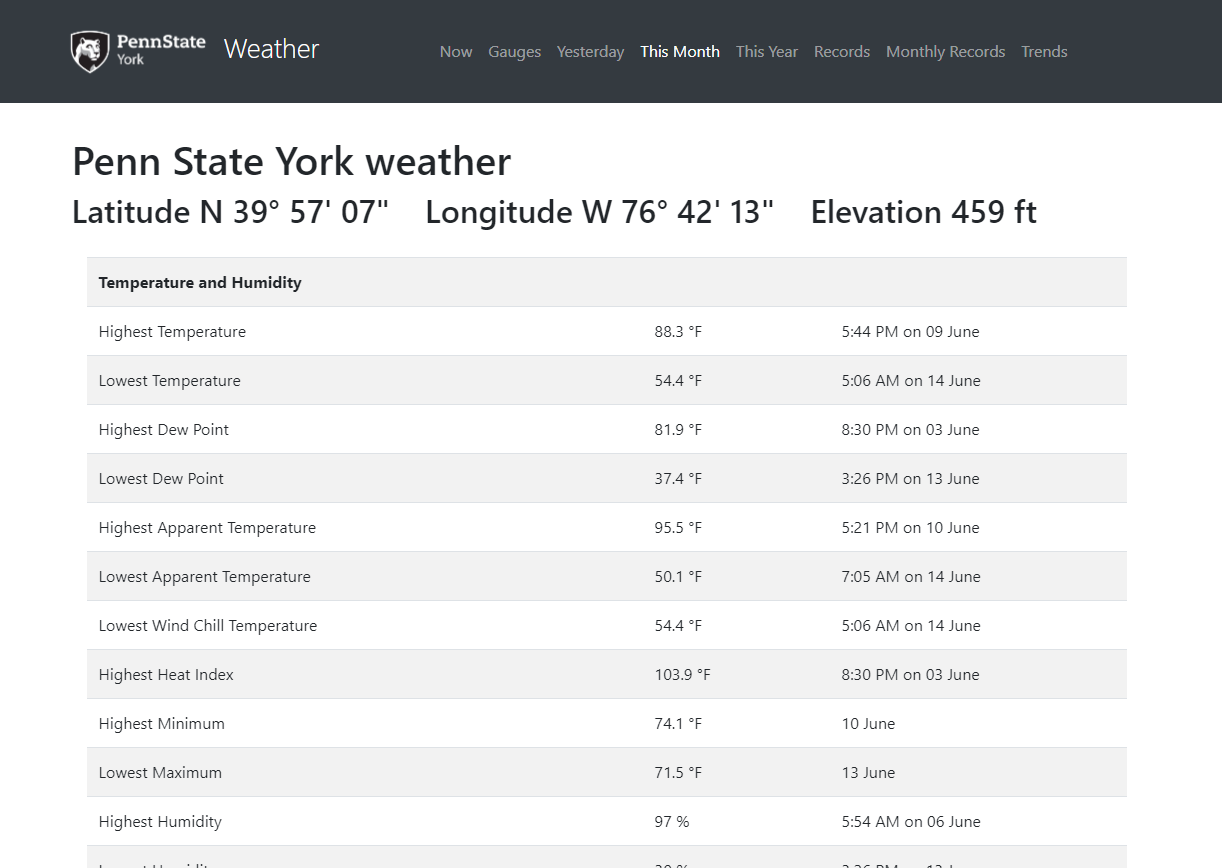 PennState
York
Weather
Now Gauges Yesterday This Month This Year Records Monthly Records Trends
Penn State York weather
Latitude N 39° 57' 07" Longitude W 76° 42' 13" Elevation 459 ft
Temperature and Humidity
Highest Temperature 88.3 °F 5:44 PM on 09 June
Lowest Temperature 54.4 °F 5:06 AM on 14 June
Highest Dew Point 81.9 °F 8:30 PM on 03 June
Lowest Dew Point 37.4 °F 3:26 PM on 13 June
Highest Apparent Temperature 95.5 °F 5:21 PM on 10 June
Lowest Apparent Temperature 50.1 °F 7:05 AM on 14 June
Lowest Wind Chill Temperature 54.4 °F 5:06 AM on 14 June
Highest Heat Index 103.9 °F 8:30 PM on 03 June
Highest Minimum 74.1 °F 10 June
Lowest Maximum 71.5 °F 13 June
Highest Humidity 97 % 5:54 AM on 06 June